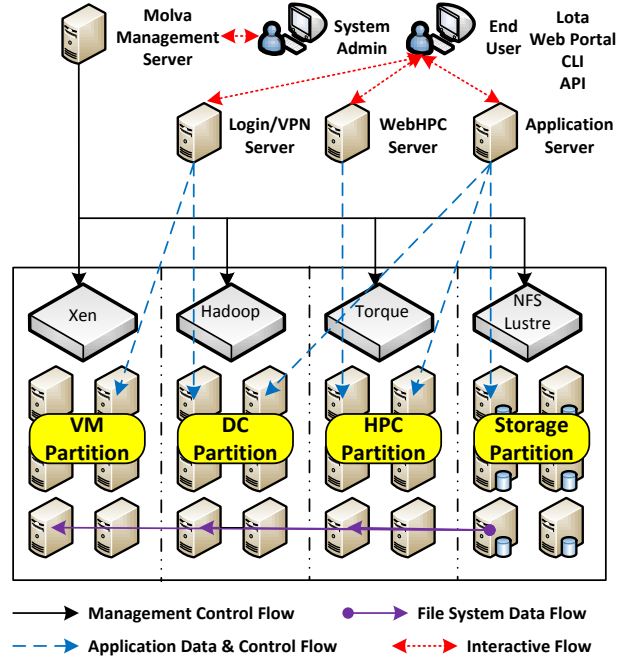 Molva
Management
Server
System
Admin
End
User
Lota
Web Portal
CLI
API
Login/VPN
Server
WebHPC
Server
Application
Server
Xen
Hadoop
Torque
NFS
Lustre
VM
Partition
DC
Partition
HPC
Partition
Storage
Partition
Management Control Flow
File System Data Flow
Application Data & Control Flow
Interactive Flow